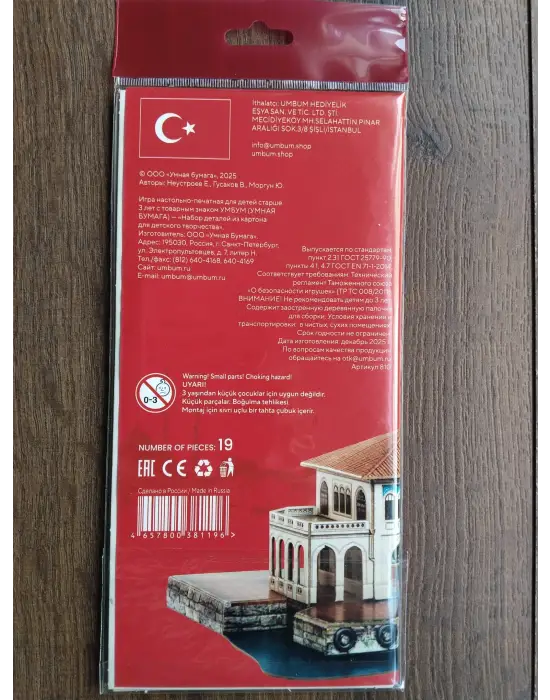 İthalatçı: UMBUM HEDİYELİK
EŞYA SAN. VE TİC. LTD. ŞTİ.
MECİDİYEKÖY MH.SELAHATTİN PINAR
ARALIĞI SOK.3/8 ŞİŞLİ/İSTANBUL
info@umbum.shop
umbum.shop
© ООО «Умная бумага», 2025
Авторы: Неустроев Е., Гусаков В., Моргун Ю.
Игра настольно-печатная для детей старше
3 лет с товарным знаком УМБУМ (УМНАЯ
БУМАГА) — «Набор деталей из картона
для детского творчества».
Изготовитель: ООО «Умная Бумага».
Адрес: 195030, Россия, г. Санкт-Петербург,
ул. Электропультовцев, д. 7, литер Н.
Тел./факс: (812) 640-4168, 640-4169
Сайт: umbum.ru
E-mail: umbum@umbum.ru
Выпускается по стандартам
пункт 2.31 ГОСТ 25779-90
пункты 4.1, 4.7 ГОСТ EN 71-1-2014
Соответствует требованиям: Технический
регламент Таможенного союза
«О безопасности игрушек» (ТР ТС 008/2011)
ВНИМАНИЕ! Не рекомендовать детям до 3 лет.
Содержит заостренную деревянную палочку
для сборки. Условия хранения и
транспортировки: в чистых, сухих помещениях.
Срок годности не ограничен.
Дата изготовления: декабрь 2025 г.
По вопросам качества продукции
обращайтесь на otk@umbum.ru
Артикул 810
Warning! Small parts! Choking hazard!
UYARI!
3 yaşından küçük çocuklar için uygun değildir.
Küçük parçalar. Boğulma tehlikesi.
Montaj için sivri uçlu bir tahta çubuk içerir.
0-3
NUMBER OF PIECES: 19
EAC CE
Сделано в России / Made in Russia
4 657800 381196 >